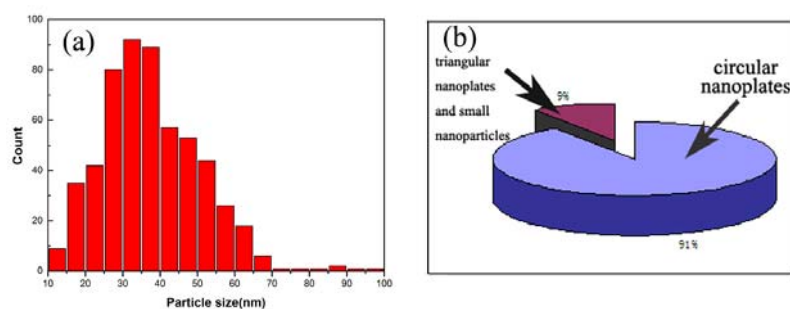 (a)
100
80
60
40
20
0
Count
10 20 30 40 50 60 70 80 90 100
Particle size(nm)
(b)
triangular
nanoplates
and small
nanoparticles
9%
circular
nanoplates
91%